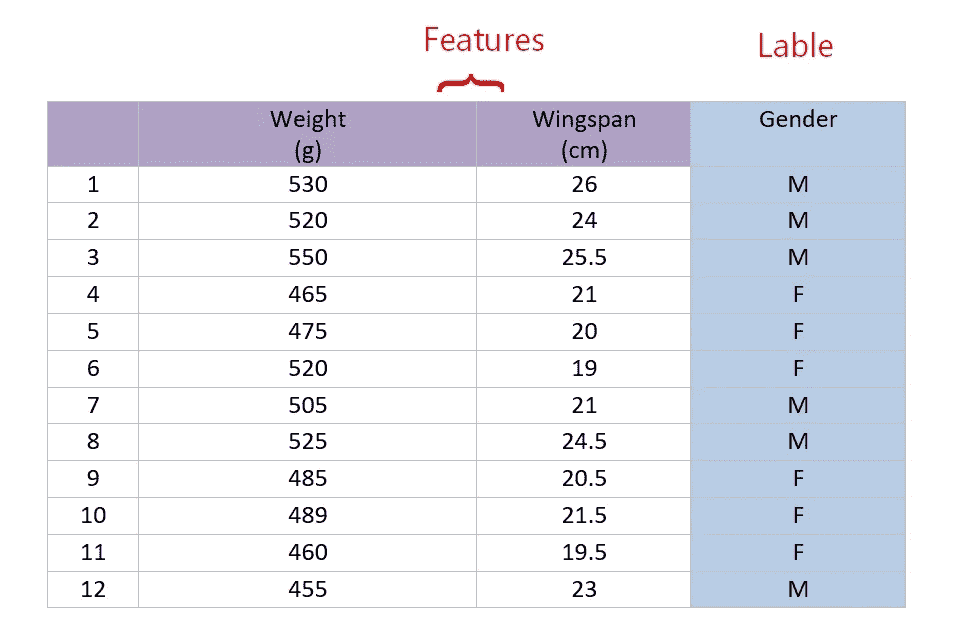 Features Lable
Weight Wingspan Gender
(g) (cm)
1 530 26 M
2 520 24 M
3 550 25.5 M
4 465 21 F
5 475 20 F
6 520 19 F
7 505 21 M
8 525 24.5 M
9 485 20.5 F
10 489 21.5 F
11 460 19.5 F
12 455 23 M